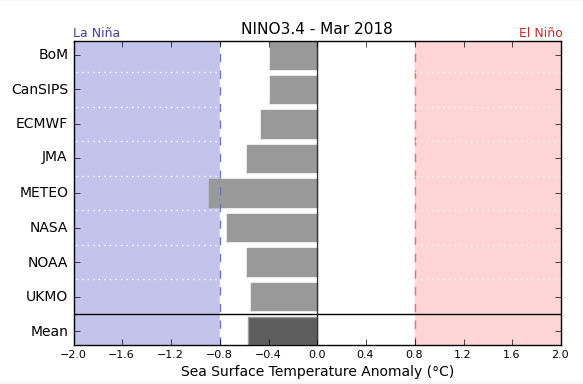 NINO3.4 - Mar 2018
La Niña
El Niño
BoM
CanSIPS
ECMWF
JMA
METEO
NASA
NOAA
UKMO
Mean
−2.0 −1.6 −1.2 −0.8 −0.4 0.0 0.4 0.8 1.2 1.6 2.0
Sea Surface Temperature Anomaly (°C)